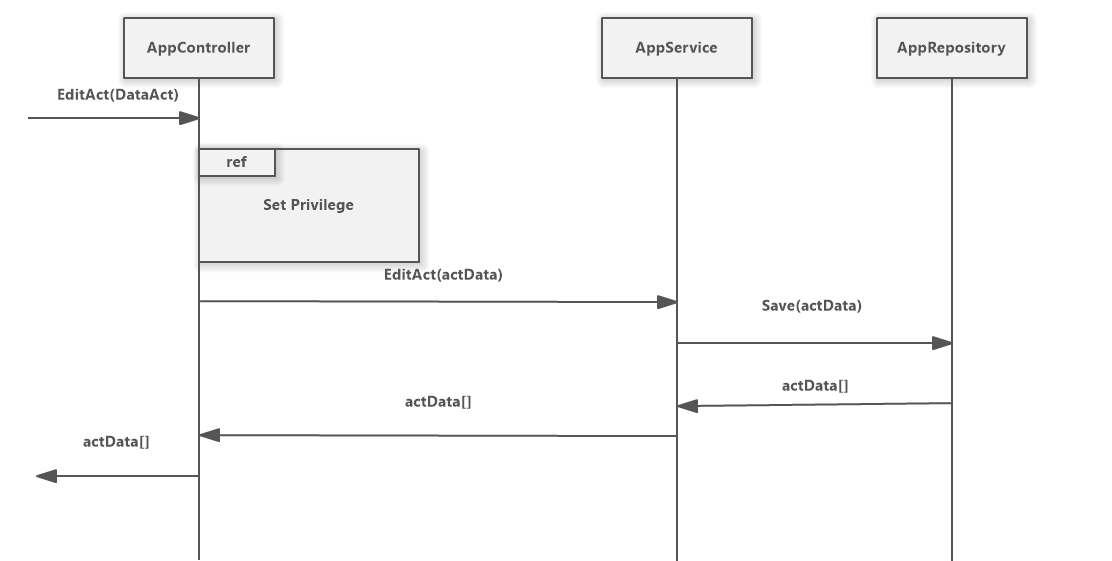 AppController
AppService
AppRepository
EditAct(DataAct)
ref
Set Privilege
EditAct(actData)
Save(actData)
actData[]
actData[]
actData[]